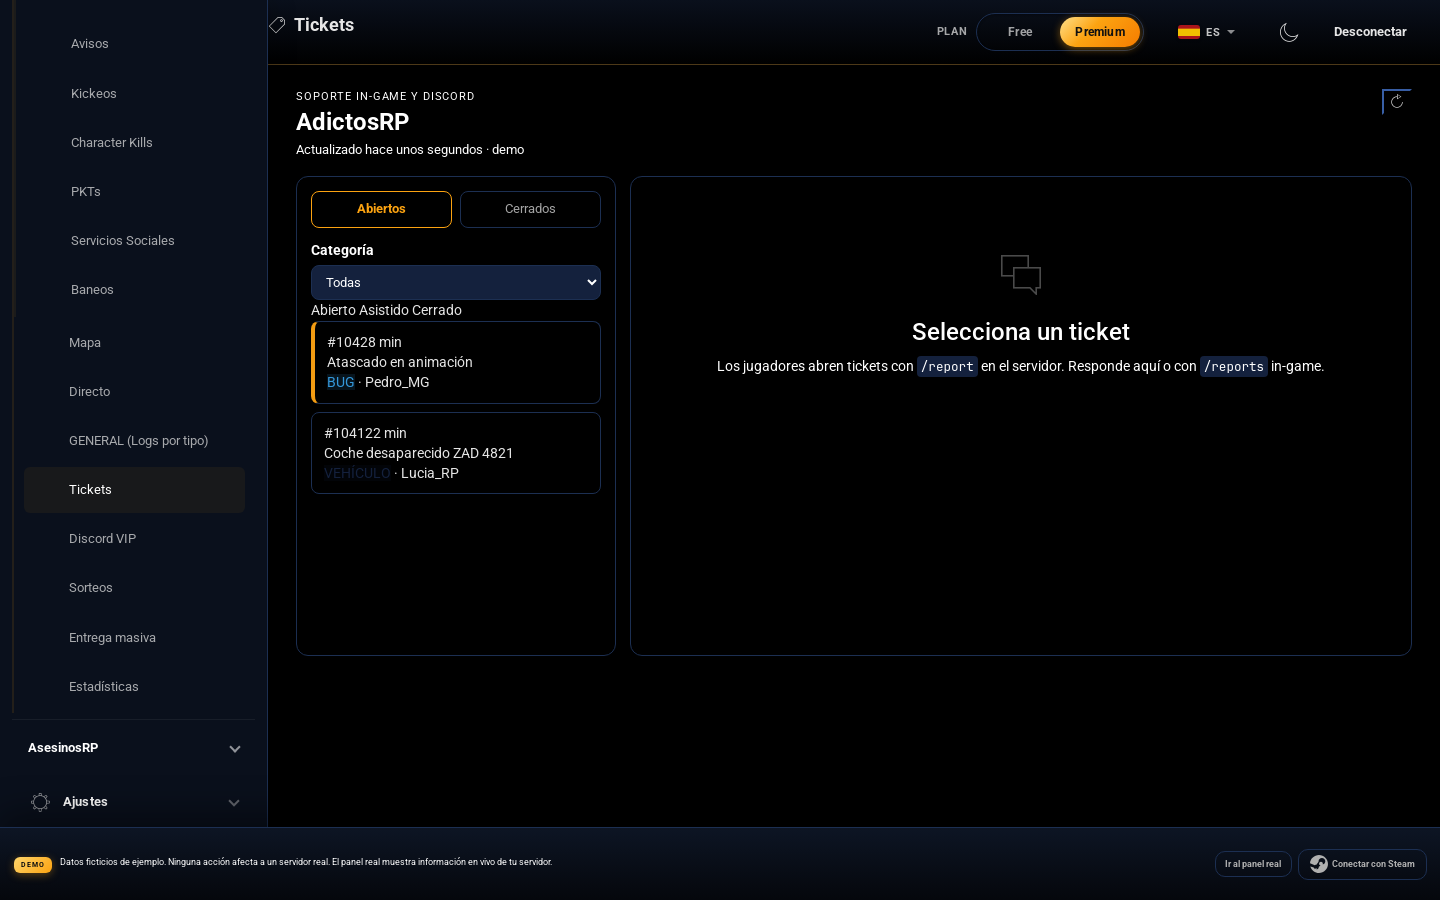 Avisos
Kickeos
Character Kills
PKTs
Servicios Sociales
Baneos
Mapa
Directo
GENERAL (Logs por tipo)
Tickets
Discord VIP
Sorteos
Entrega masiva
Estadísticas
AsesinosRP
Ajustes
Tickets
PLAN
Free
Premium
ES
Desconectar
SOPORTE IN-GAME Y DISCORD
AdictosRP
Actualizado hace unos segundos · demo
Abiertos
Cerrados
Categoría
Todas
Abierto Asistido Cerrado
#10428 min
Atascado en animación
BUG · Pedro_MG
#104122 min
Coche desaparecido ZAD 4821
VEHÍCULO · Lucia_RP
Selecciona un ticket
Los jugadores abren tickets con /report en el servidor. Responde aquí o con /reports in-game.
DEMO
Datos ficticios de ejemplo. Ninguna acción afecta a un servidor real. El panel real muestra información en vivo de tu servidor.
Ir al panel real
Conectar con Steam